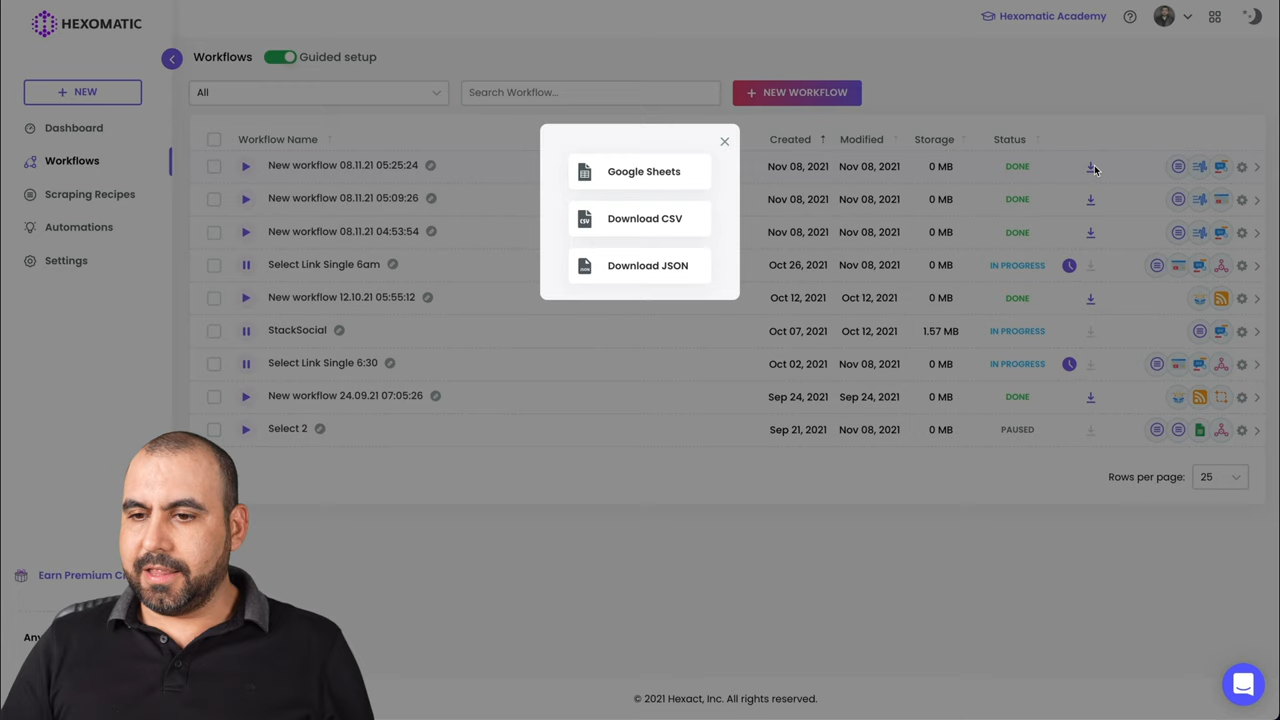 HEXOMATIC
Hexomatic Academy
Workflows
Guided setup
+ NEW
All
Search Workflow...
+ NEW WORKFLOW
Dashboard
Workflows
Scraping Recipes
Automations
Settings
Workflow Name Created Modified Storage Status
New workflow 08.11.21 05:25:24 Nov 08, 2021 Nov 08, 2021 0 MB DONE
New workflow 08.11.21 05:09:26 Nov 08, 2021 Nov 08, 2021 0 MB DONE
New workflow 08.11.21 04:53:54 Nov 08, 2021 Nov 08, 2021 0 MB DONE
Select Link Single 6am Oct 26, 2021 Nov 08, 2021 0 MB IN PROGRESS
New workflow 12.10.21 05:55:12 Oct 12, 2021 Oct 12, 2021 0 MB DONE
StackSocial Oct 07, 2021 Oct 12, 2021 1.57 MB IN PROGRESS
Select Link Single 6:30 Oct 02, 2021 Nov 08, 2021 0 MB IN PROGRESS
New workflow 24.09.21 07:05:26 Sep 24, 2021 Sep 24, 2021 0 MB DONE
Select 2 Sep 21, 2021 Nov 08, 2021 0 MB PAUSED
Google Sheets
CSV Download CSV
JSON Download JSON
Rows per page: 25
Earn Premium
© 2021 Hexact, Inc. All rights reserved.